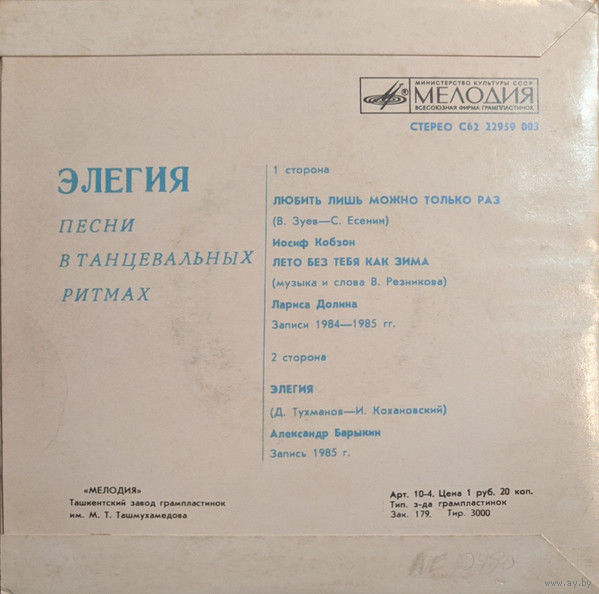 МИНИСТЕРСТВО КУЛЬТУРЫ СССР
МЕЛОДИЯ
ВСЕСОЮЗНАЯ ФИРМА ГРАМПЛАСТИНОК
СТЕРЕО С62 22959 003
ЭЛЕГИЯ
ПЕСНИ
В ТАНЦЕВАЛЬНЫХ
РИТМАХ
1 сторона
ЛЮБИТЬ ЛИШЬ МОЖНО ТОЛЬКО РАЗ
(В. Зуев—С. Есенин)
Иосиф Кобзон
ЛЕТО БЕЗ ТЕБЯ КАК ЗИМА
(музыка и слова В. Резникова)
Лариса Долина
Записи 1984—1985 гг.
2 сторона
ЭЛЕГИЯ
(Д. Тухманов—И. Кохановский)
Александр Барыкин
Запись 1985 г.
«МЕЛОДИЯ»
Ташкентский завод грампластинок
им. М. Т. Ташмухамедова
Арт. 10-4. Цена 1 руб. 20 коп.
Тип. з-да грампластинок
Зак. 179. Тир. 3000
www.ay.by